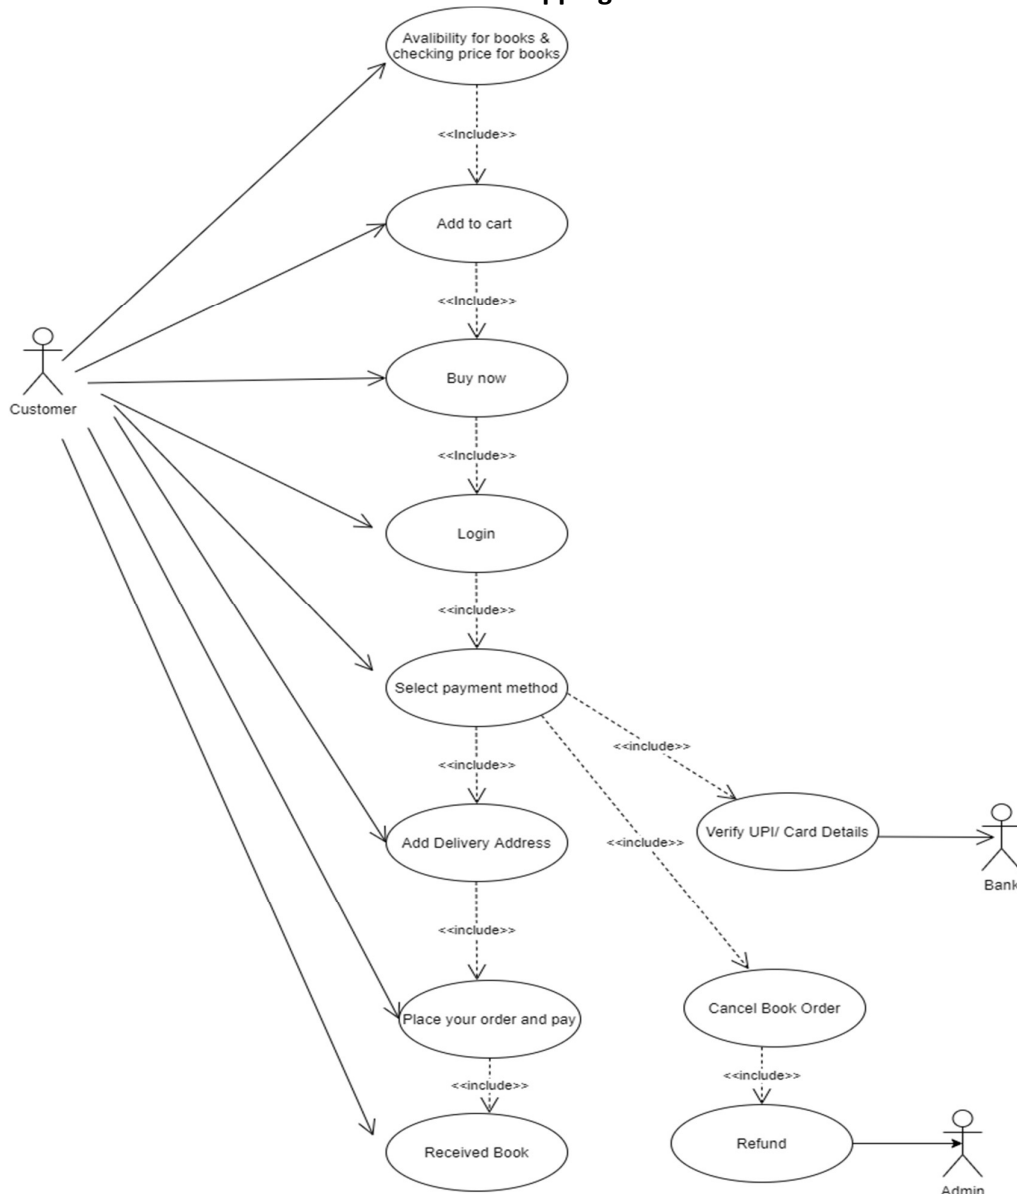 Avalibility for books &
checking price for books
<<Include>>
Add to cart
<<Include>>
Buy now
Customer
<<Include>>
Login
<<include>>
Select payment method
<<include>>
<<include>>
Verify UPI/ Card Details
Add Delivery Address
<<include>>
Bank
<<include>>
Cancel Book Order
Place your order and pay
<<include>>
<<include>>
Refund
Received Book
Admin